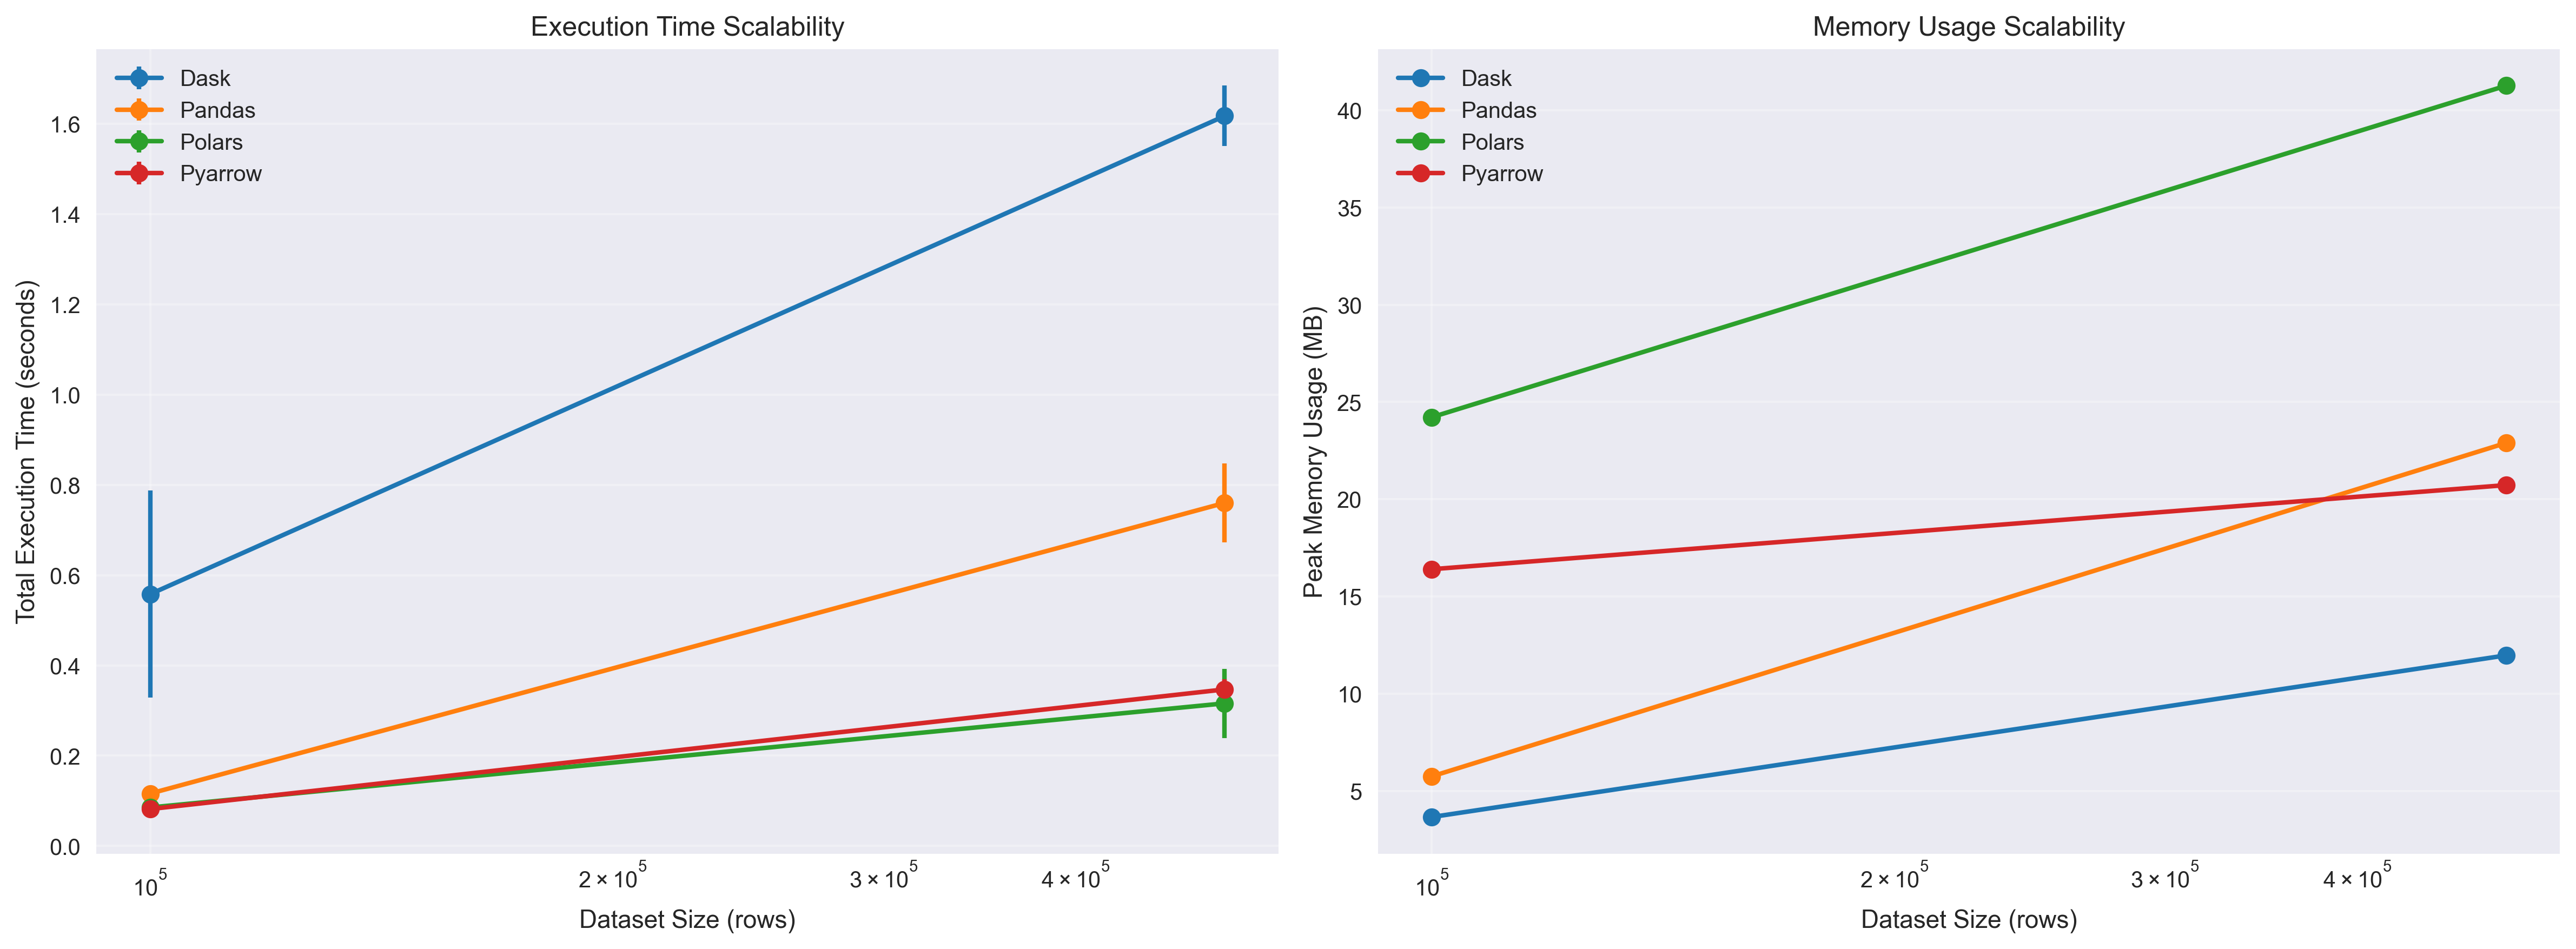 Execution Time Scalability
Dask
Pandas
Polars
Pyarrow
1.6
1.4
1.2
1.0
0.8
0.6
0.4
0.2
0.0
Total Execution Time (seconds)
10^5
2 × 10^5
3 × 10^5
4 × 10^5
Dataset Size (rows)
Memory Usage Scalability
Dask
Pandas
Polars
Pyarrow
40
35
30
25
20
15
10
5
Peak Memory Usage (MB)
10^5
2 × 10^5
3 × 10^5
4 × 10^5
Dataset Size (rows)